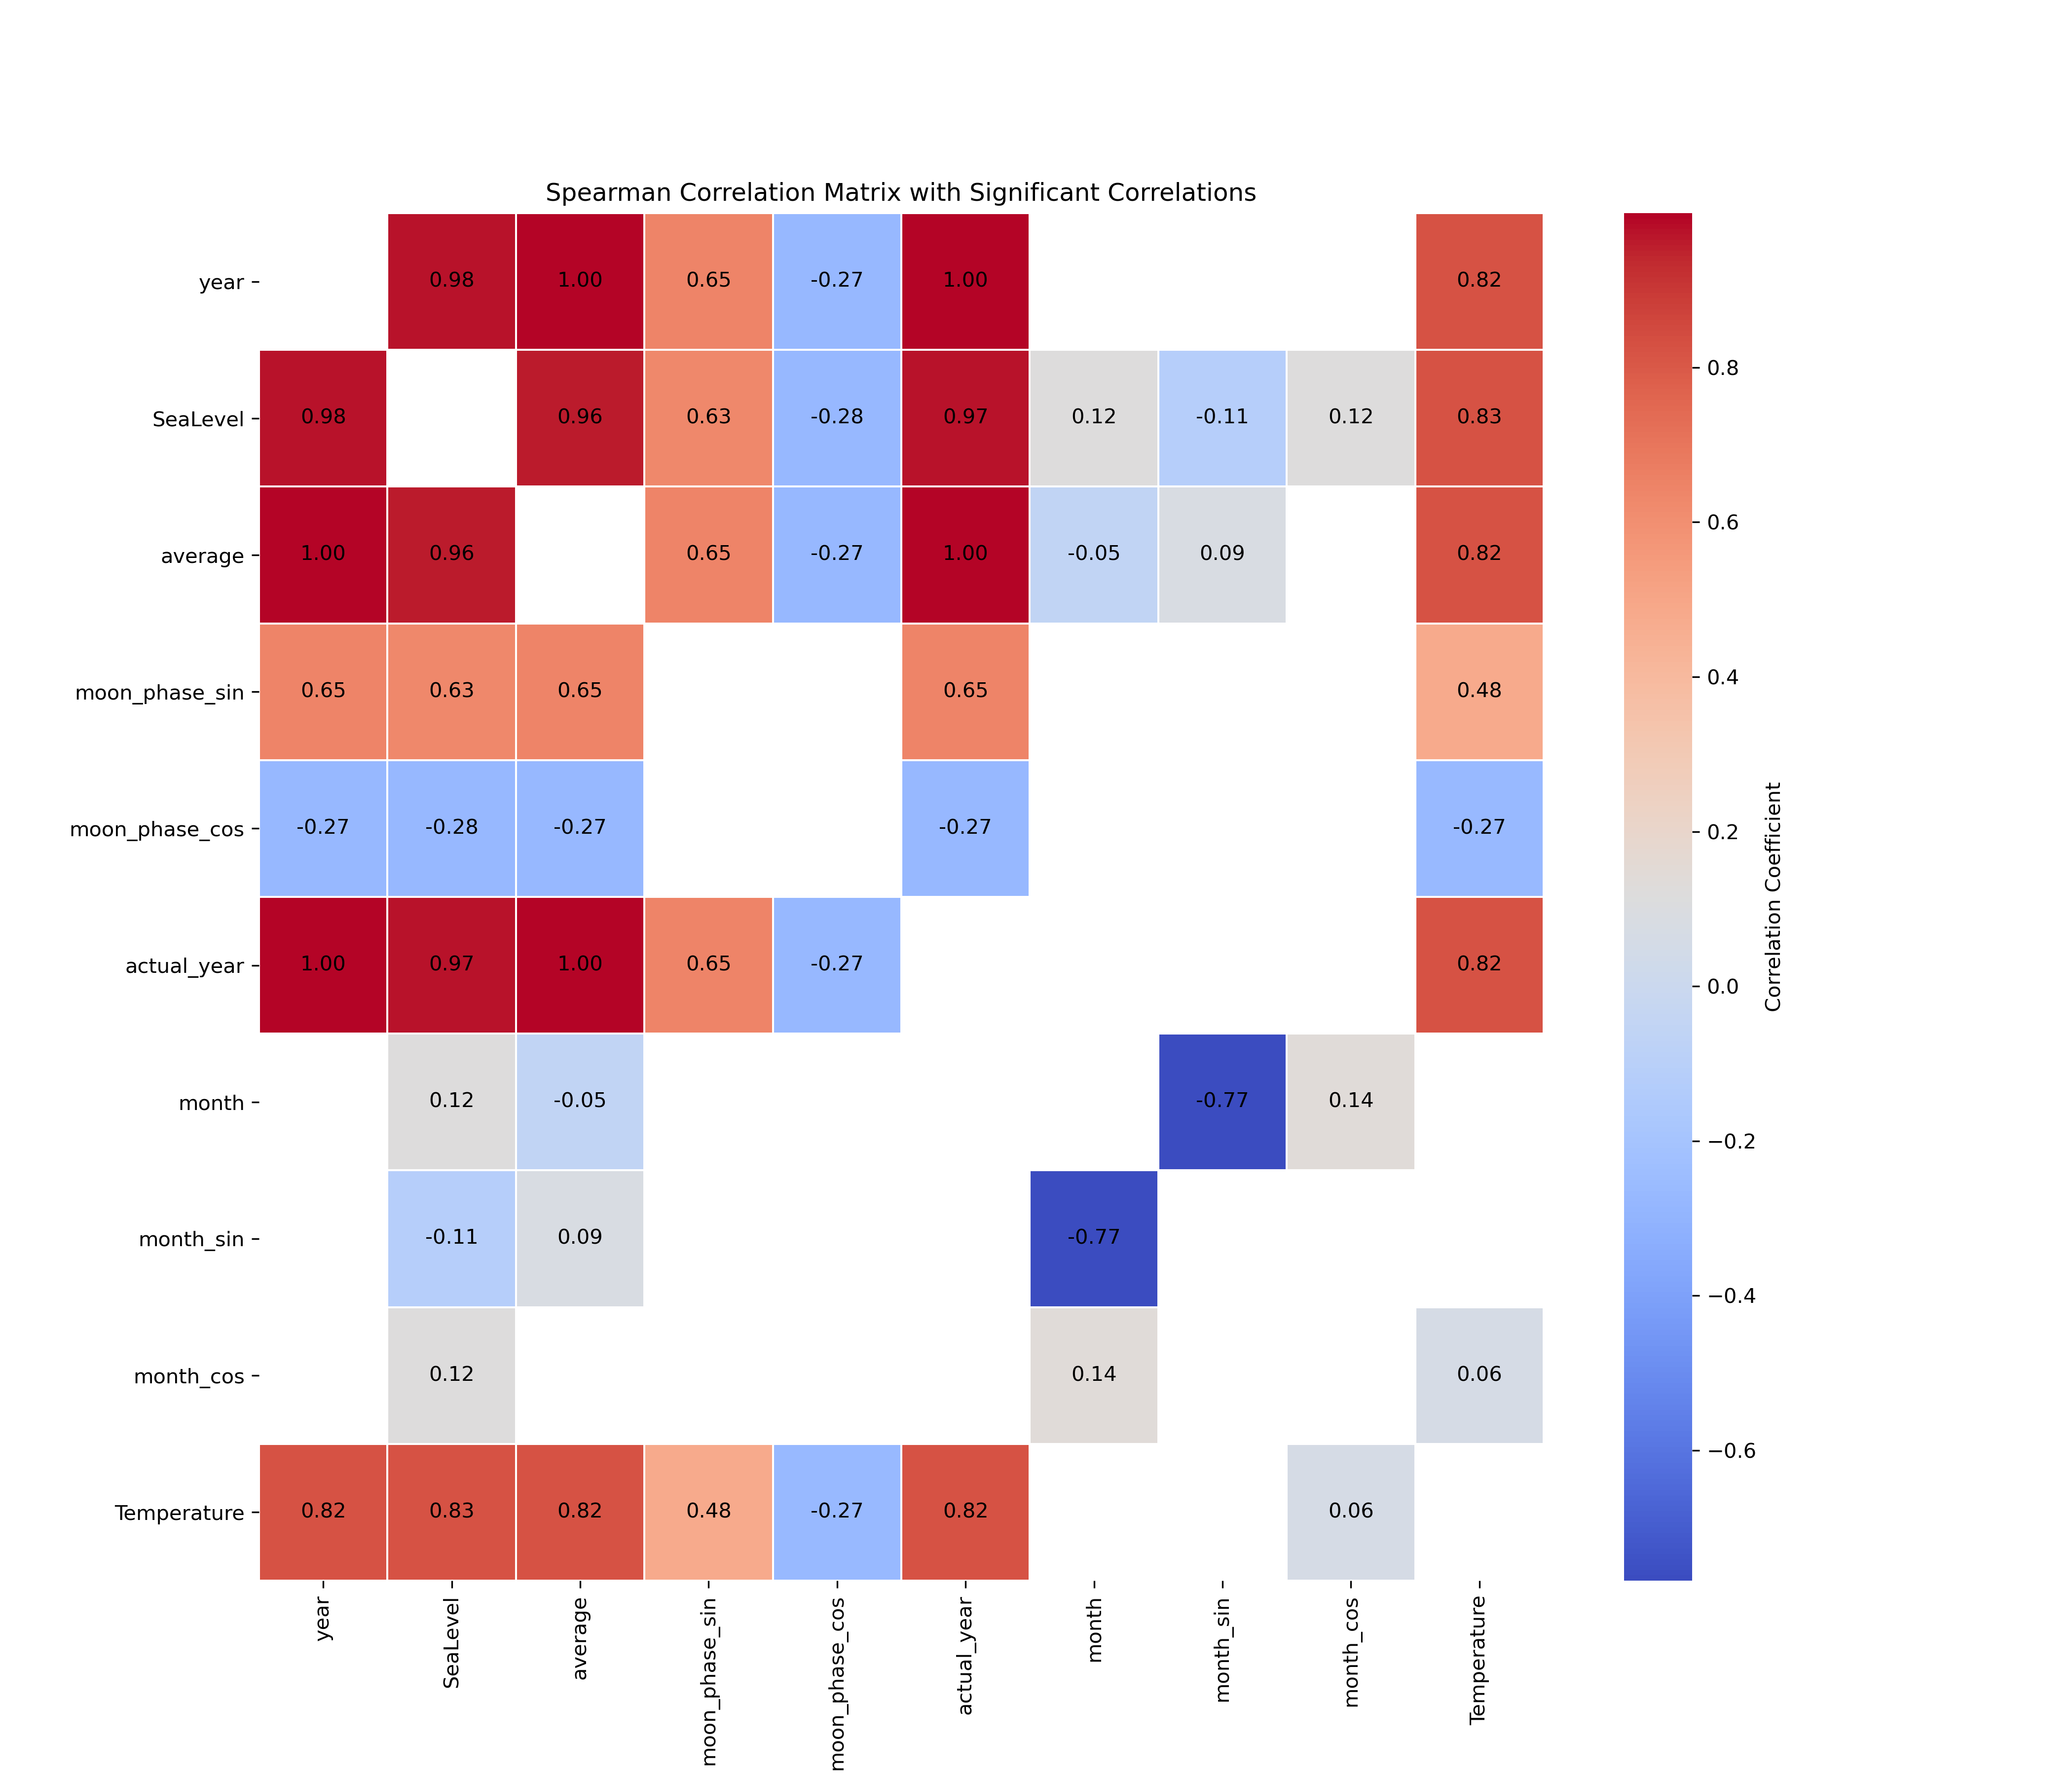 Spearman Correlation Matrix with Significant Correlations
year 0.98 1.00 0.65 -0.27 1.00 0.82
SeaLevel 0.98 0.96 0.63 -0.28 0.97 0.12 -0.11 0.12 0.83
average 1.00 0.96 0.65 -0.27 1.00 -0.05 0.09 0.82
moon_phase_sin 0.65 0.63 0.65 0.65 0.48
moon_phase_cos -0.27 -0.28 -0.27 -0.27 -0.27
actual_year 1.00 0.97 1.00 0.65 -0.27 0.82
month 0.12 -0.05 -0.77 0.14
month_sin -0.11 0.09 -0.77
month_cos 0.12 0.14 0.06
Temperature 0.82 0.83 0.82 0.48 -0.27 0.82 0.06
year
SeaLevel
average
moon_phase_sin
moon_phase_cos
actual_year
month
month_sin
month_cos
Temperature
0.8
0.6
0.4
0.2
0.0
−0.2
−0.4
−0.6
Correlation Coefficient